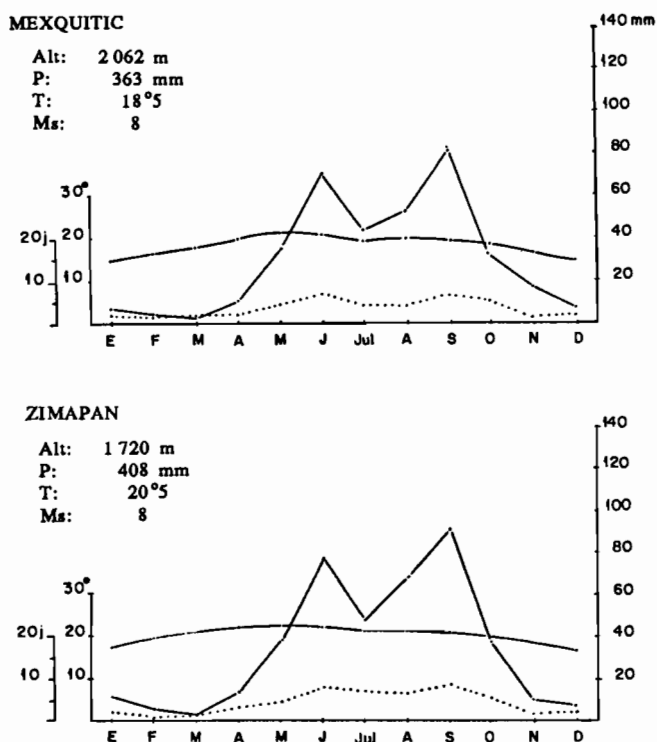 MEXQUITIC
Alt: 2 062 m
P: 363 mm
T: 18°5
Ms: 8
140 mm
120
100
80
60
40
20
30°
20
10
20j
10
E F M A M J Jul A S O N D
ZIMAPAN
Alt: 1 720 m
P: 408 mm
T: 20°5
Ms: 8
140
120
100
80
60
40
20
30°
20
10
20j
10
E F M A M J Jul A S O N D